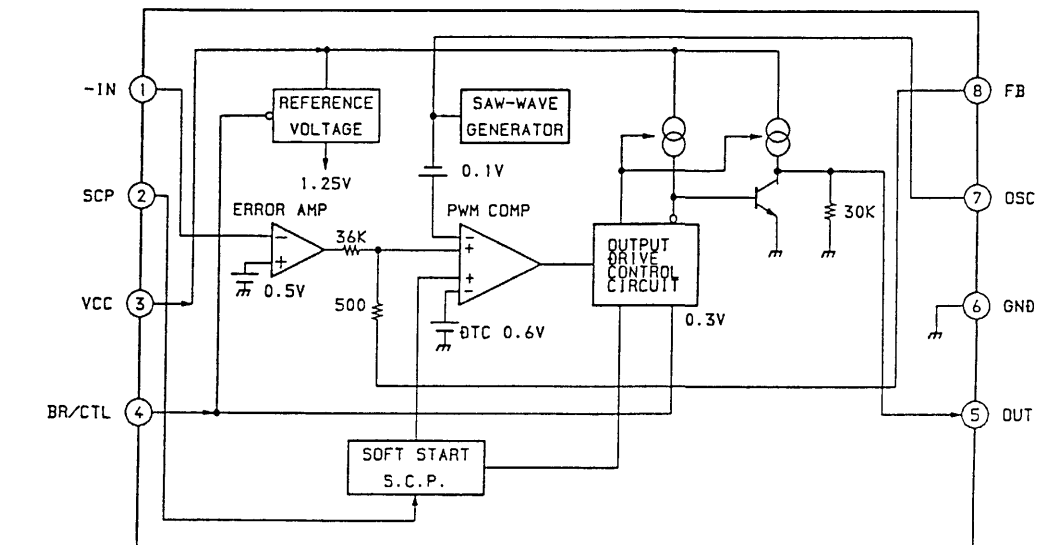 -IN 1
SCP 2
VCC 3
BR/CTL 4
8 FB
7 OSC
6 GND
5 OUT
REFERENCE
VOLTAGE
1.25V
SAW-WAVE
GENERATOR
0.1V
ERROR AMP
-
+
0.5V
36K
500
PWM COMP
-
+
+
-
DTC 0.6V
OUTPUT
DRIVE
CONTROL
CIRCUIT
0.3V
30K
SOFT START
S.C.P.